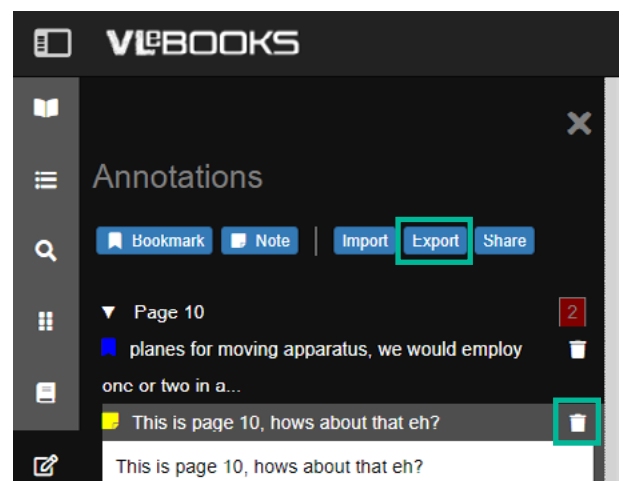 VLeBOOKS
Annotations
Bookmark Note Import Export Share
Page 10 2
planes for moving apparatus, we would employ
one or two in a...
This is page 10, hows about that eh?
This is page 10, hows about that eh?